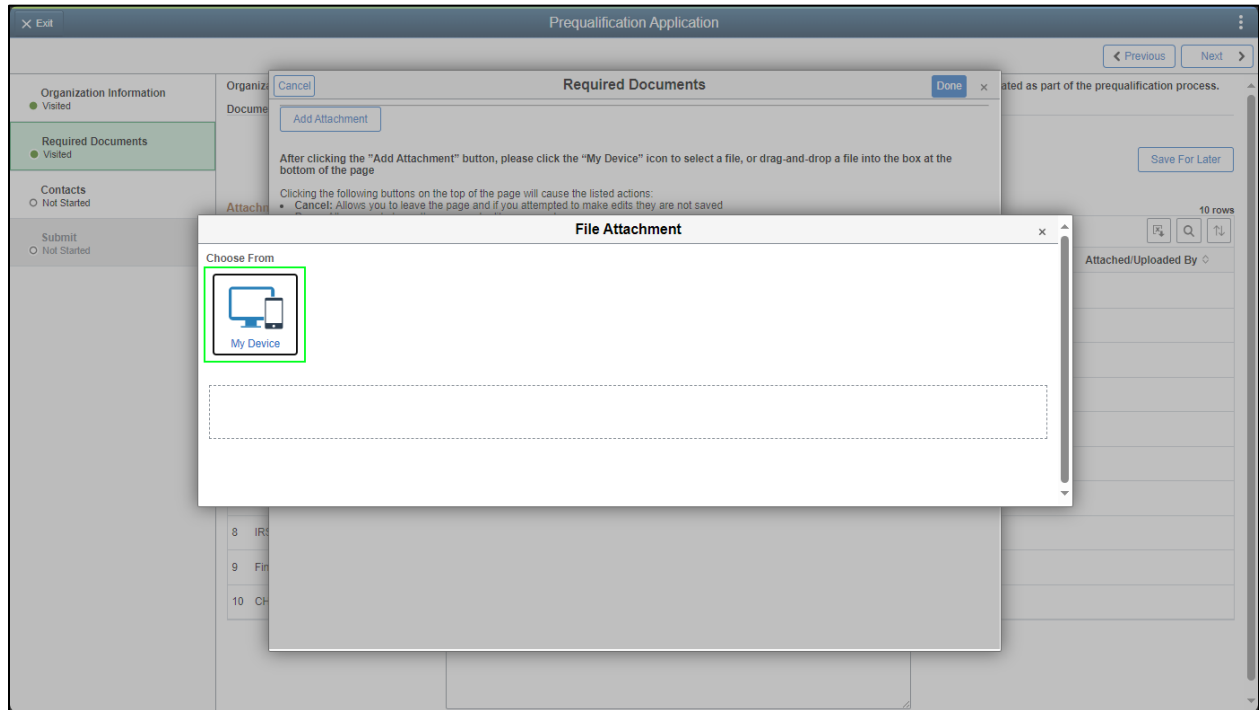 Exit
Prequalification Application
Previous
Next
Organization Information
Visited
Required Documents
Visited
Contacts
Not Started
Submit
Not Started
Cancel
Required Documents
Done
ated as part of the prequalification process.
Add Attachment
After clicking the "Add Attachment" button, please click the “My Device” icon to select a file, or drag-and-drop a file into the box at the
bottom of the page
Clicking the following buttons on the top of the page will cause the listed actions:
• Cancel: Allows you to leave the page and if you attempted to make edits they are not saved
Save For Later
10 rows
Attached/Uploaded By
File Attachment
Choose From
My Device
8 IRS
9 Fin
10 CH